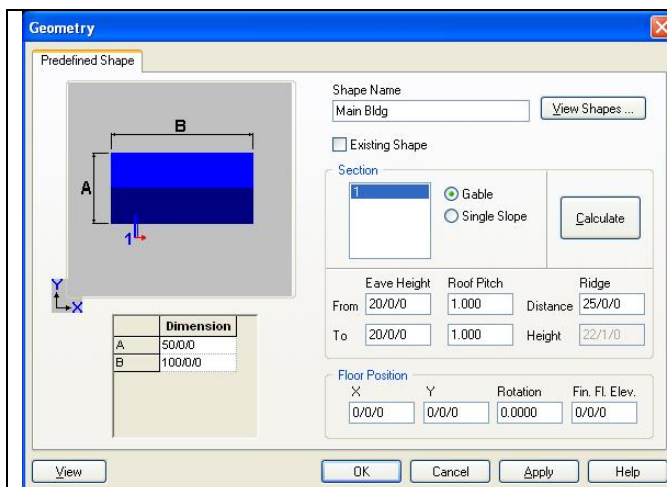 Geometry
Predefined Shape
B
A
1
Y
X
Dimension
A 50/0/0
B 100/0/0
Shape Name
Main Bldg
View Shapes ...
Existing Shape
Section
1
Gable
Single Slope
Calculate
Eave Height Roof Pitch Ridge
From 20/0/0 1.000 Distance 25/0/0
To 20/0/0 1.000 Height 22/1/0
Floor Position
X Y Rotation Fin. Fl. Elev.
0/0/0 0/0/0 0.0000 0/0/0
View OK Cancel Apply Help